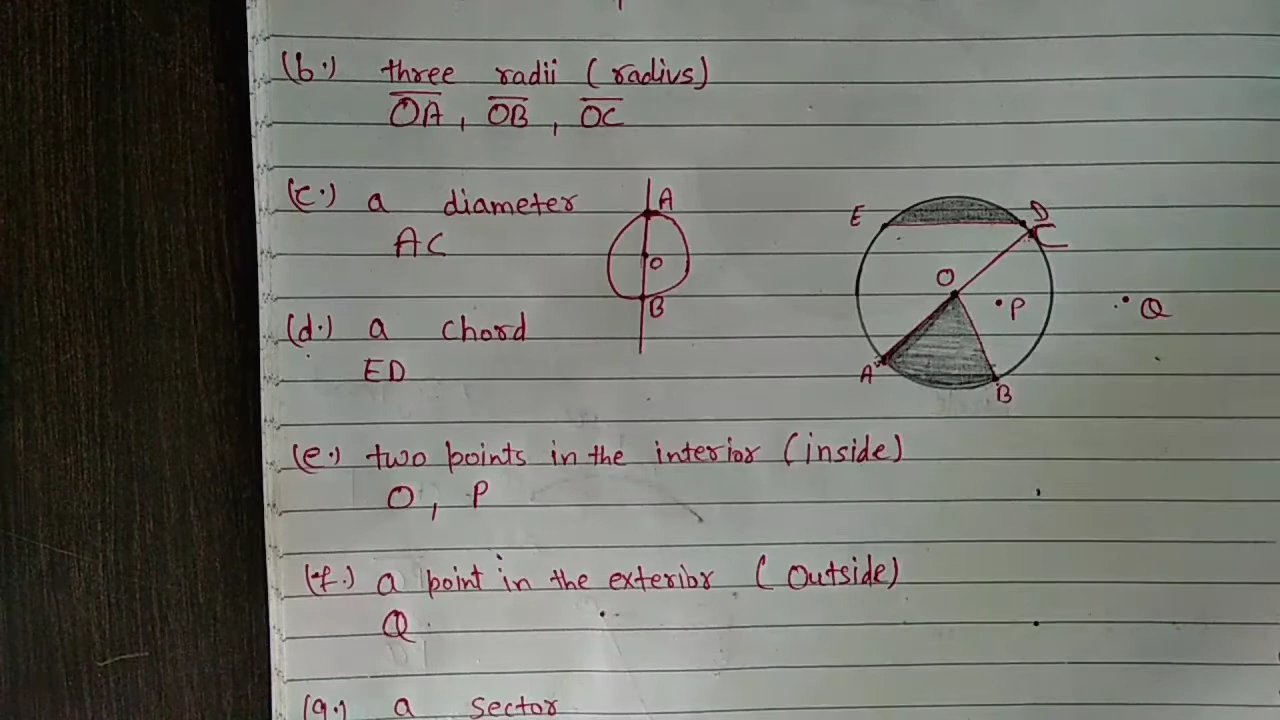 (b.) three radii (radius)
OA, OB, OC
(c.) a diameter
AC
A
O
B
E
D
C
O
P
Q
A
B
(d.) a chord
ED
(e.) two points in the interior (inside)
O, P
(f.) a point in the exterior (outside)
Q
(g.) a sector